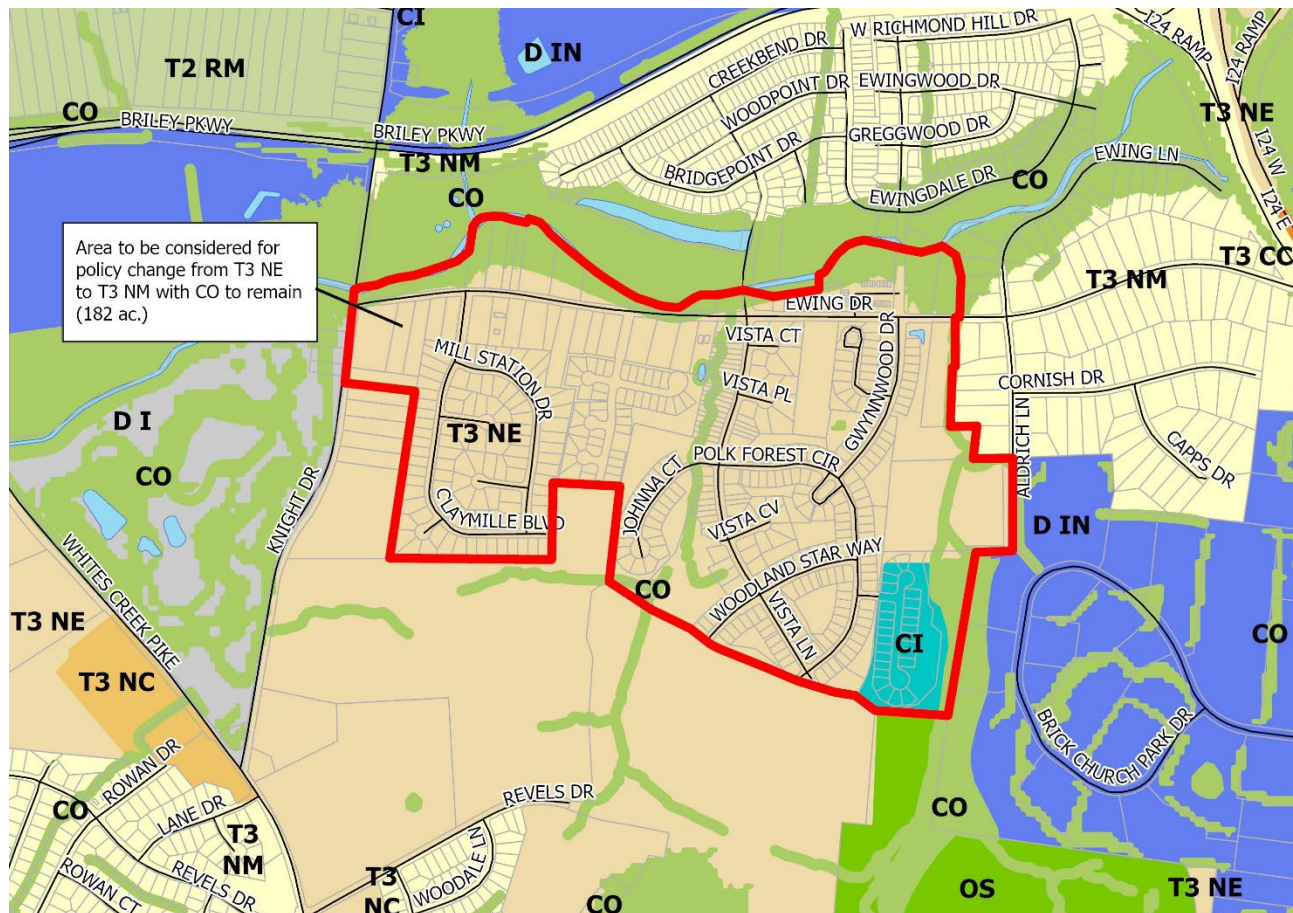 CI
D IN
W RICHMOND HILL DR
I24 RAMP
I24 RAMP
CREEKBEND DR
T2 RM
WOODPOINT DR
EWINGWOOD DR
CO
BRILEY PKWY
BRILEY PKWY
GREGGWOOD DR
T3 NE
T3 NM
BRIDGEPOINT DR
EWING LN
I24 W
CO
EWINGDALE DR
CO
I24 E
Area to be considered for
policy change from T3 NE
to T3 NM with CO to remain
(182 ac.)
T3 CC
T3 NM
EWING DR
VISTA CT
MILL STATION DR
GWYNNWOOD DR
VISTA PL
CORNISH DR
D I
T3 NE
CO
POLK FOREST CIR
ALDRICH LN
CAPPS DR
JOHNNA CT
KNIGHT DR
CLAYMILLE BLVD
VISTA CV
D IN
WHITES CREEK PIKE
WOODLAND STAR WAY
CO
VISTA LN
T3 NE
CO
CI
T3 NC
BRICK CHURCH PARK DR
ROWAN DR
REVELS DR
CO
LANE DR
CO
T3
NM
WOODALE LN
REVELS DR
T3
NC
ROWAN CT
OS
T3 NE
CO